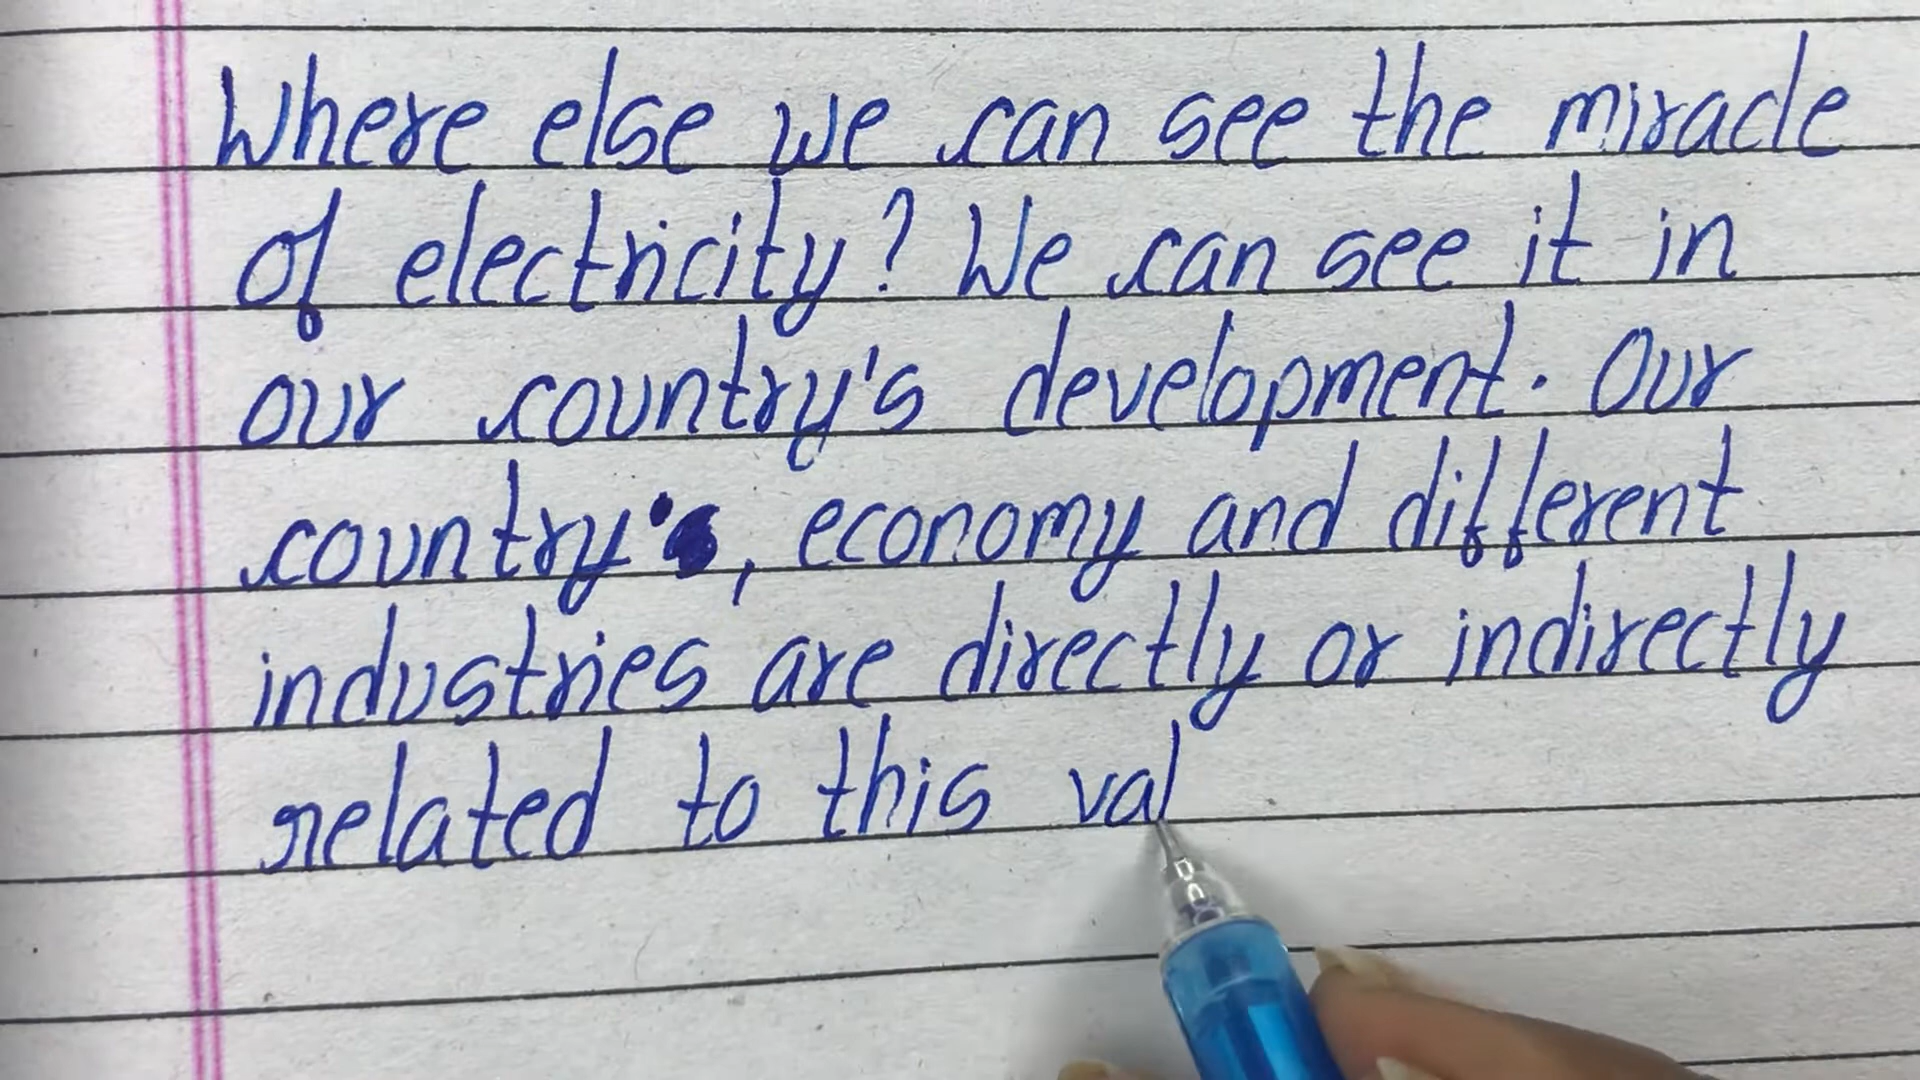 Where else we can see the miracle
of electricity? We can see it in
our country's development. Our
country's, economy and different
industries are directly or indirectly
related to this val